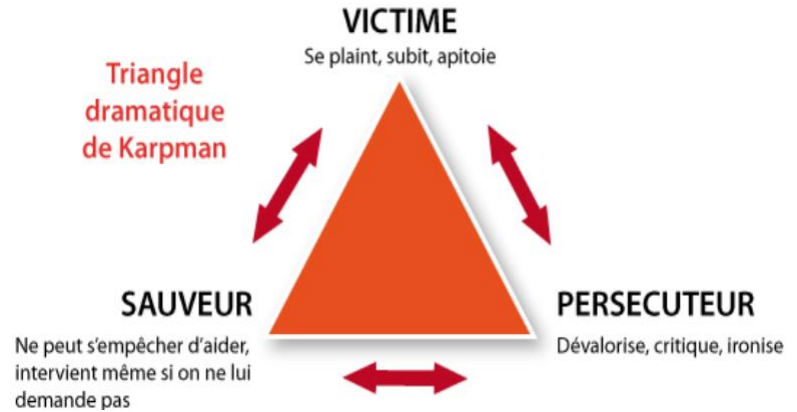 VICTIME
Se plaint, subit, apitoie
Triangle
dramatique
de Karpman
SAUVEUR
Ne peut s'empêcher d'aider,
intervient même si on ne lui
demande pas
PERSECUTEUR
Dévalorise, critique, ironise